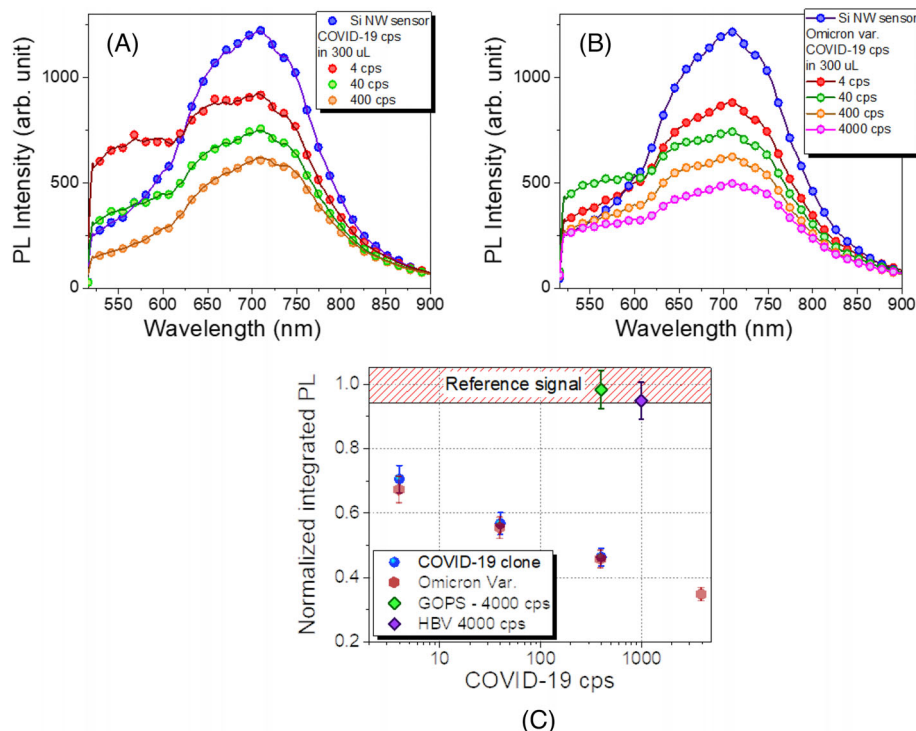 (A)
Si NW sensor
COVID-19 cps
in 300 uL
4 cps
40 cps
400 cps
PL Intensity (arb. unit)
1000
500
0
550 600 650 700 750 800 850 900
Wavelength (nm)
(B)
Si NW sensor
Omicron var.
COVID-19 cps
in 300 uL
4 cps
40 cps
400 cps
4000 cps
PL Intensity (arb. unit)
1000
500
0
550 600 650 700 750 800 850 900
Wavelength (nm)
Reference signal
Normalized integrated PL
1.0
0.8
0.6
0.4
0.2
COVID-19 clone
Omicron Var.
GOPS - 4000 cps
HBV 4000 cps
10 100 1000
COVID-19 cps
(C)